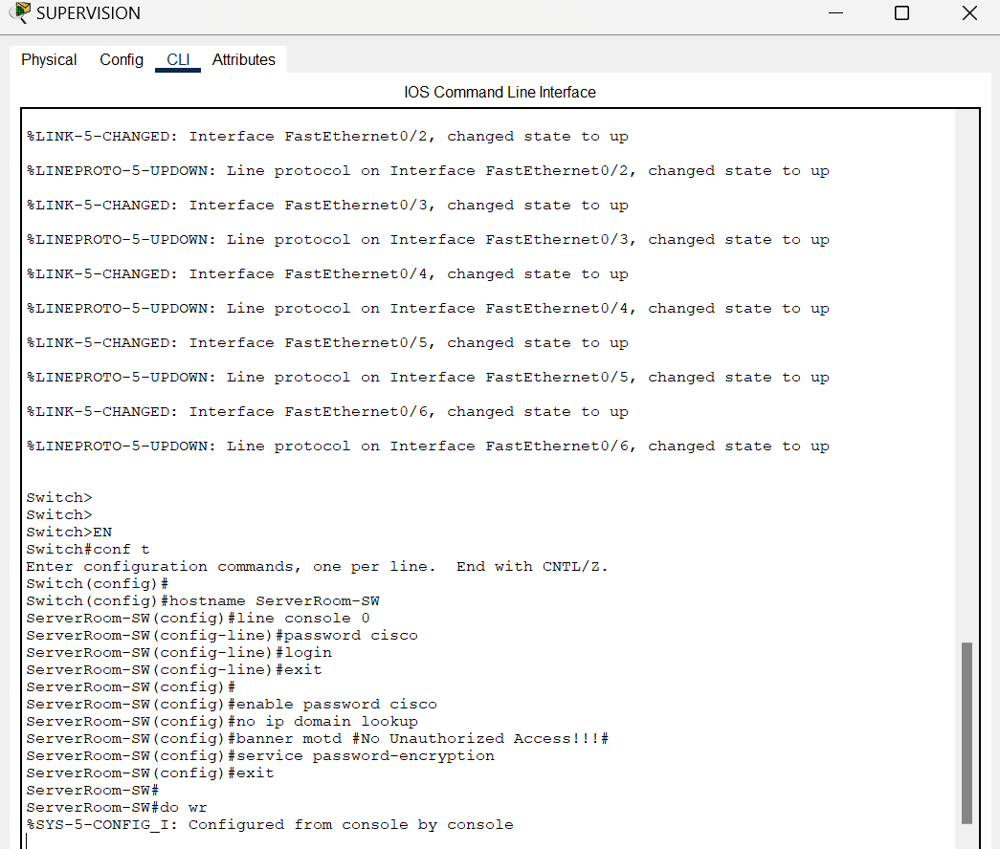 SUPERVISION
Physical Config CLI Attributes
IOS Command Line Interface
%LINK-5-CHANGED: Interface FastEthernet0/2, changed state to up
%LINEPROTO-5-UPDOWN: Line protocol on Interface FastEthernet0/2, changed state to up
%LINK-5-CHANGED: Interface FastEthernet0/3, changed state to up
%LINEPROTO-5-UPDOWN: Line protocol on Interface FastEthernet0/3, changed state to up
%LINK-5-CHANGED: Interface FastEthernet0/4, changed state to up
%LINEPROTO-5-UPDOWN: Line protocol on Interface FastEthernet0/4, changed state to up
%LINK-5-CHANGED: Interface FastEthernet0/5, changed state to up
%LINEPROTO-5-UPDOWN: Line protocol on Interface FastEthernet0/5, changed state to up
%LINK-5-CHANGED: Interface FastEthernet0/6, changed state to up
%LINEPROTO-5-UPDOWN: Line protocol on Interface FastEthernet0/6, changed state to up
Switch>
Switch>
Switch>EN
Switch#conf t
Enter configuration commands, one per line.  End with CNTL/Z.
Switch(config)#
Switch(config)#hostname ServerRoom-SW
ServerRoom-SW(config)#line console 0
ServerRoom-SW(config-line)#password cisco
ServerRoom-SW(config-line)#login
ServerRoom-SW(config-line)#exit
ServerRoom-SW(config)#
ServerRoom-SW(config)#enable password cisco
ServerRoom-SW(config)#no ip domain lookup
ServerRoom-SW(config)#banner motd #No Unauthorized Access!!!#
ServerRoom-SW(config)#service password-encryption
ServerRoom-SW(config)#exit
ServerRoom-SW#
ServerRoom-SW#do wr
%SYS-5-CONFIG_I: Configured from console by console